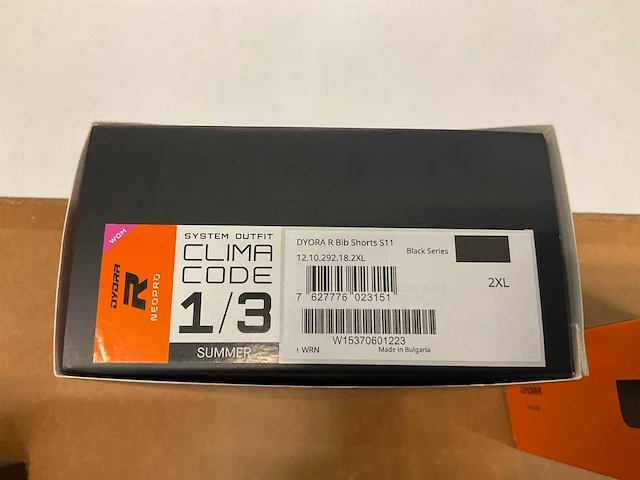 WOM
DYORA
R
NEOPRO
SYSTEM OUTFIT
CLIMA
CODE
1/3
SUMMER
DYORA R Bib Shorts S11
Black Series
12.10.292.18.2XL
2XL
7 627776 023151
W15370601223
1 WRN
Made in Bulgaria